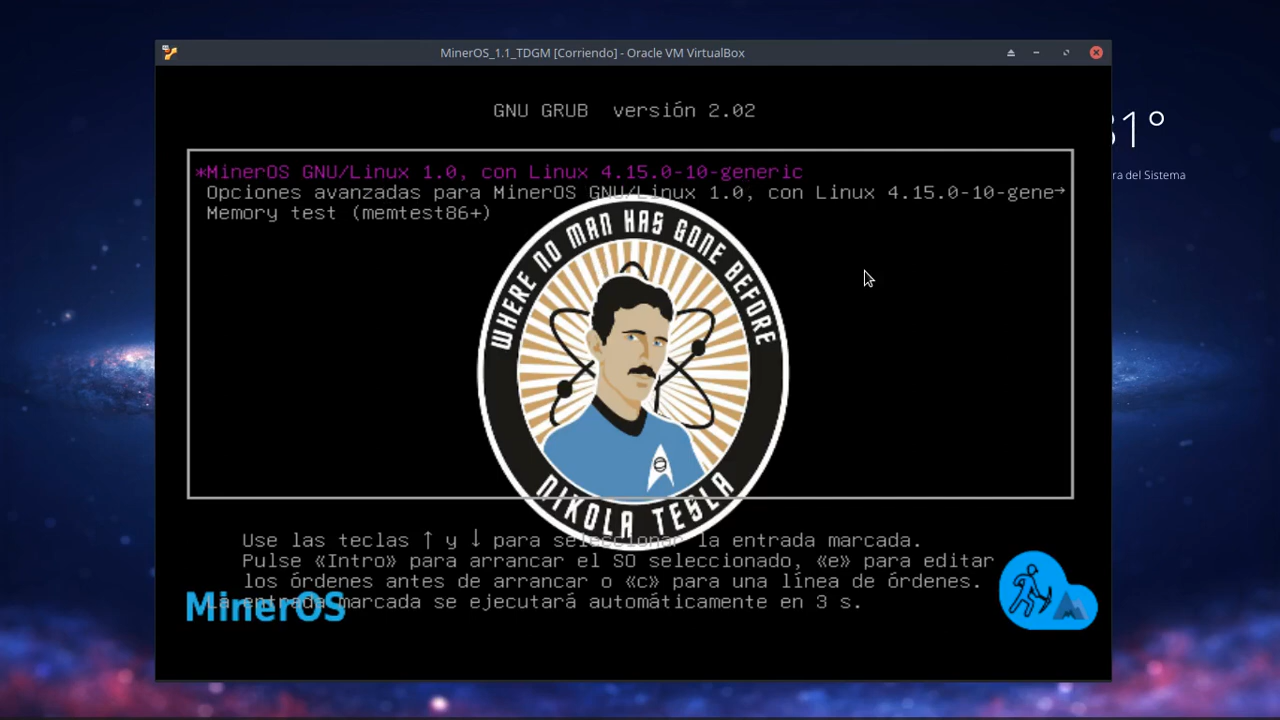 MinerOS_1.1_TDGM [Corriendo] - Oracle VM VirtualBox
GNU GRUB versión 2.02
*MinerOS GNU/Linux 1.0, con Linux 4.15.0-10-generic
Opciones avanzadas para MinerOS GNU/Linux 1.0, con Linux 4.15.0-10-gene→
Memory test (memtest86+)
WHERE NO MAN HAS GONE BEFORE
NIKOLA TESLA
Use las teclas ↑ y ↓ para seleccionar la entrada marcada.
Pulse «Intro» para arrancar el SO seleccionado, «e» para editar
los órdenes antes de arrancar o «c» para una línea de órdenes.
La entrada marcada se ejecutará automáticamente en 3 s.
MinerOS
1°
del Sistema